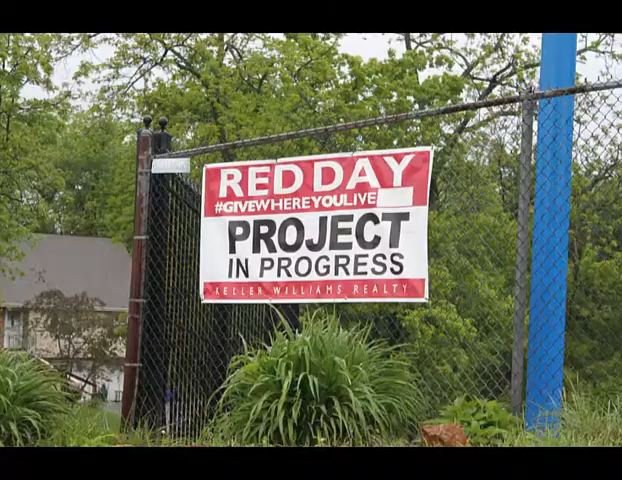 RED DAY
#GIVEWHEREYOULIVE
PROJECT
IN PROGRESS
KELLER WILLIAMS REALTY